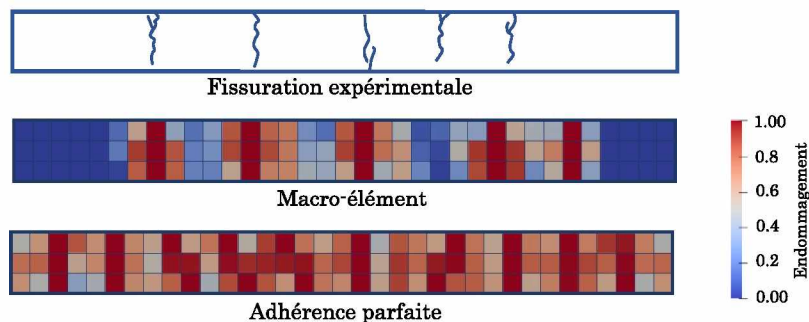 Fissuration expérimentale
Macro-élément
Adhérence parfaite
1.00
0.8
0.6
0.4
0.2
0.00
Endommagement